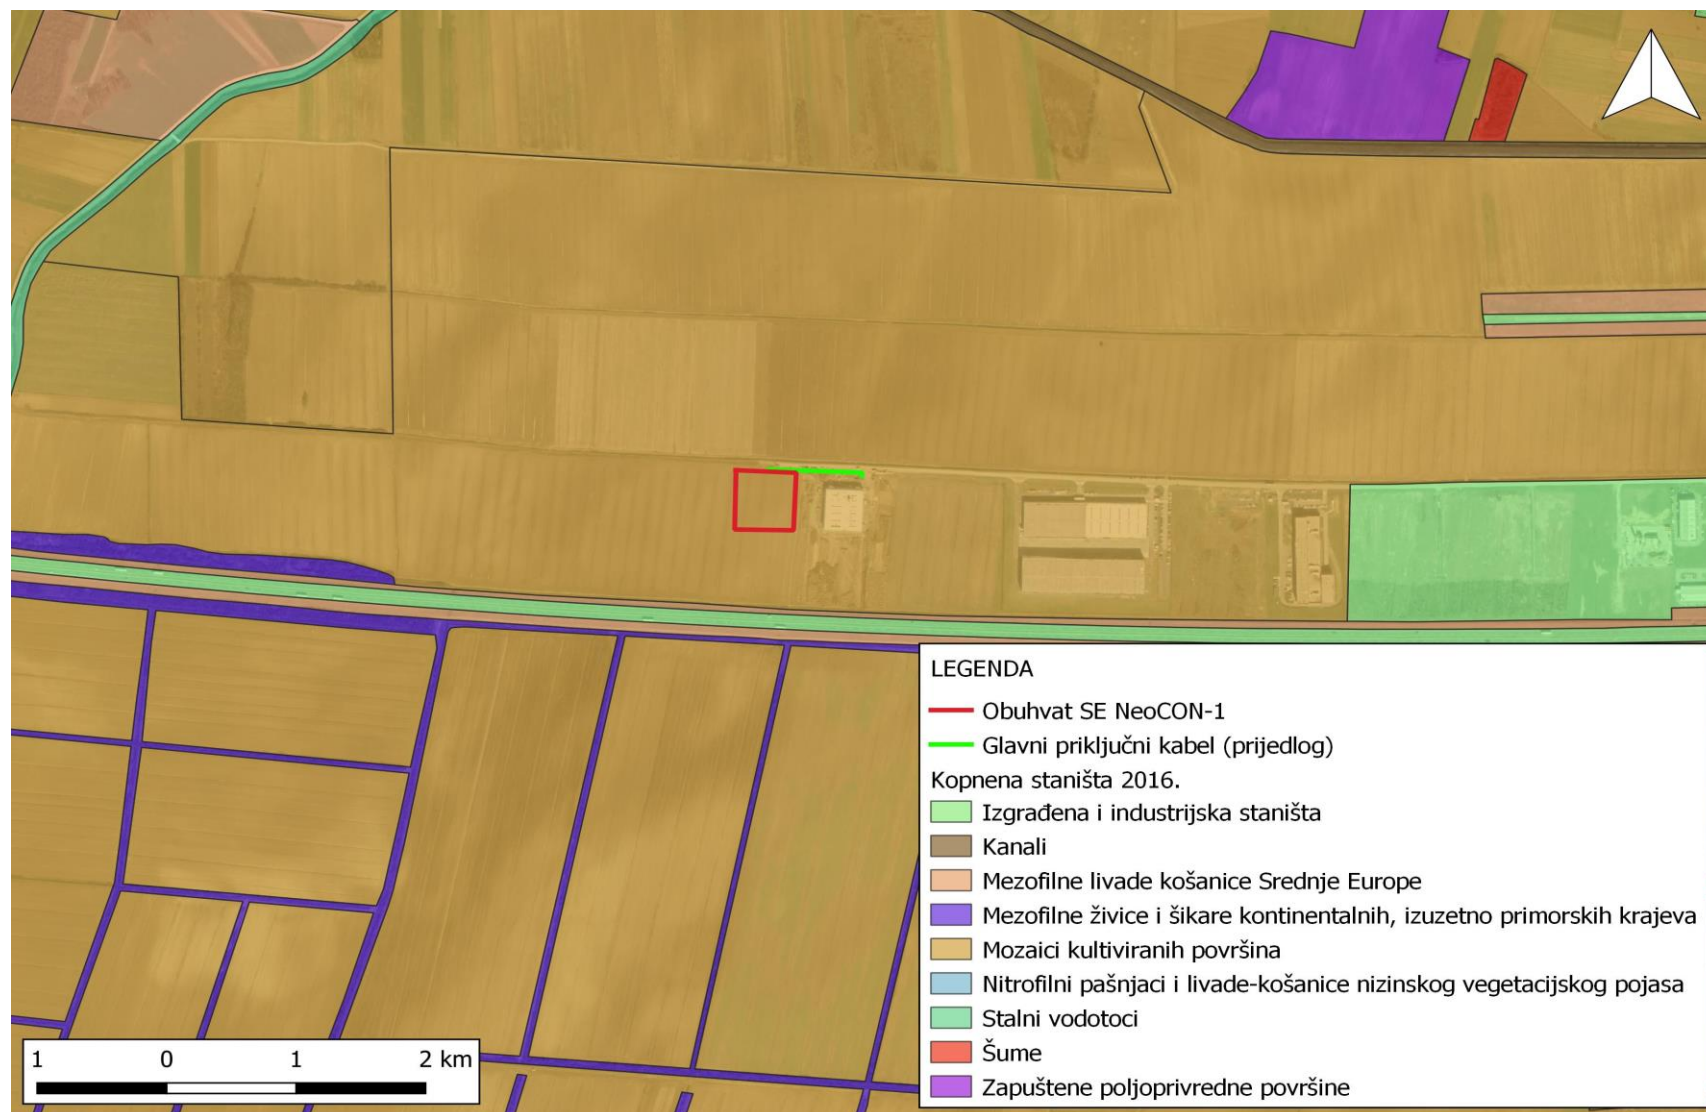 LEGENDA
Obuhvat SE NeoCON-1
Glavni priključni kabel (prijedlog)
Kopnena staništa 2016.
Izgrađena i industrijska staništa
Kanali
Mezofilne livade košanice Srednje Europe
Mezofilne živice i šikare kontinentalnih, izuzetno primorskih krajeva
Mozaici kultiviranih površina
Nitrofilni pašnjaci i livade-košanice nizinskog vegetacijskog pojasa
Stalni vodotoci
Šume
Zapuštene poljoprivredne površine
1 0 1 2 km